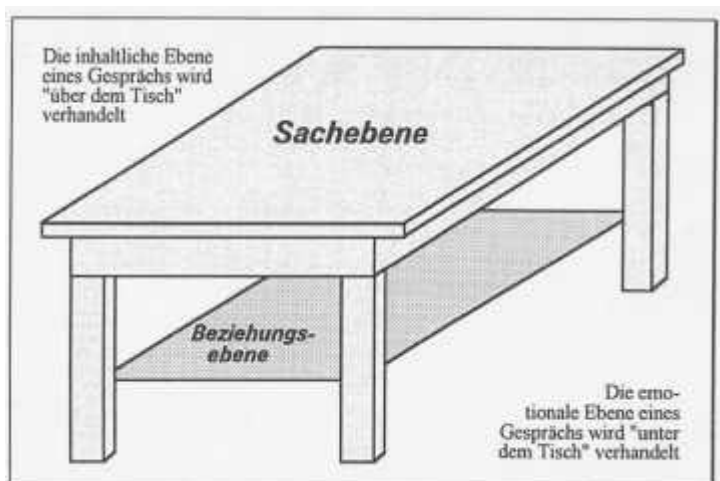 Die inhaltliche Ebene
eines Gesprächs wird
"über dem Tisch"
verhandelt
Sachebene
Beziehungs-
ebene
Die emo-
tionale Ebene eines
Gesprächs wird "unter
dem Tisch" verhandelt